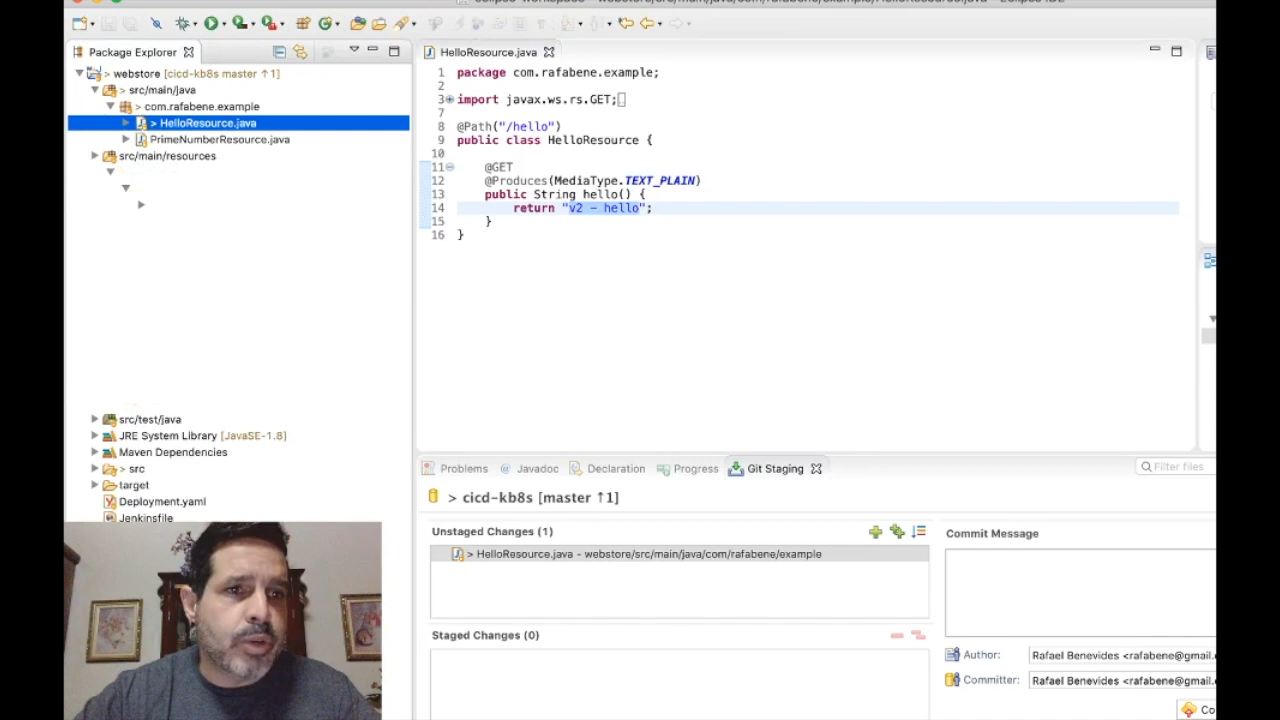 Package Explorer
HelloResource.java
> webstore [cicd-kb8s master ↑1]
> src/main/java
> com.rafabene.example
> HelloResource.java
PrimeNumberResource.java
src/main/resources
src/test/java
JRE System Library [JavaSE-1.8]
Maven Dependencies
> src
target
Deployment.yaml
Jenkinsfile
1 package com.rafabene.example;
2
3 import javax.ws.rs.GET;
7
8 @Path("/hello")
9 public class HelloResource {
10
11 @GET
12 @Produces(MediaType.TEXT_PLAIN)
13 public String hello() {
14 return "v2 - hello";
15 }
16 }
Problems @ Javadoc Declaration Progress Git Staging
Filter files
> cicd-kb8s [master ↑1]
Unstaged Changes (1)
> HelloResource.java - webstore/src/main/java/com/rafabene/example
Staged Changes (0)
Commit Message
Author: Rafael Benevides <rafabene@gmail.
Committer: Rafael Benevides <rafabene@gmail.
Co